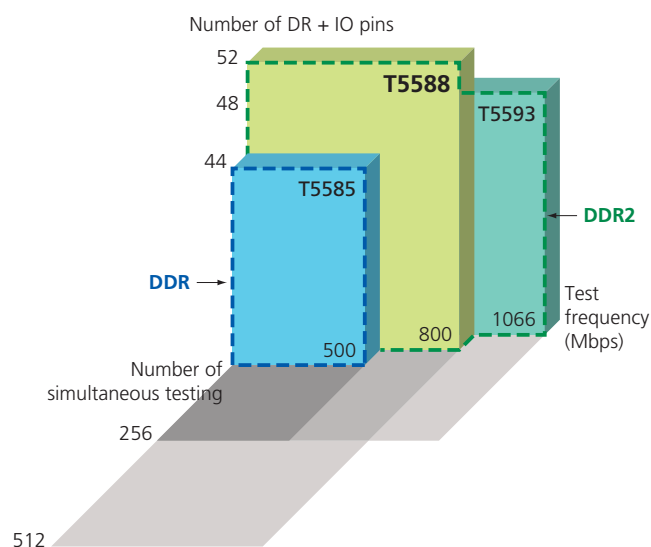 Number of DR + IO pins
52
T5588
48
T5593
44
T5585
DDR2
DDR
Test
frequency
(Mbps)
1066
800
500
Number of
simultaneous testing
256
512